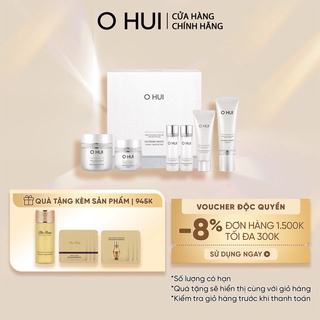 O HUI
CỬA HÀNG
CHÍNH HÃNG
O HUI
QUÀ TẶNG KÈM SẢN PHẨM | 945K
VOUCHER ĐỘC QUYỀN
-8% ĐƠN HÀNG 1.500K
TỐI ĐA 300K
SỬ DỤNG NGAY
*Số lượng có hạn
*Quà tặng sẽ hiển thị cùng với giỏ hàng
*Kiểm tra giỏ hàng trước khi thanh toán